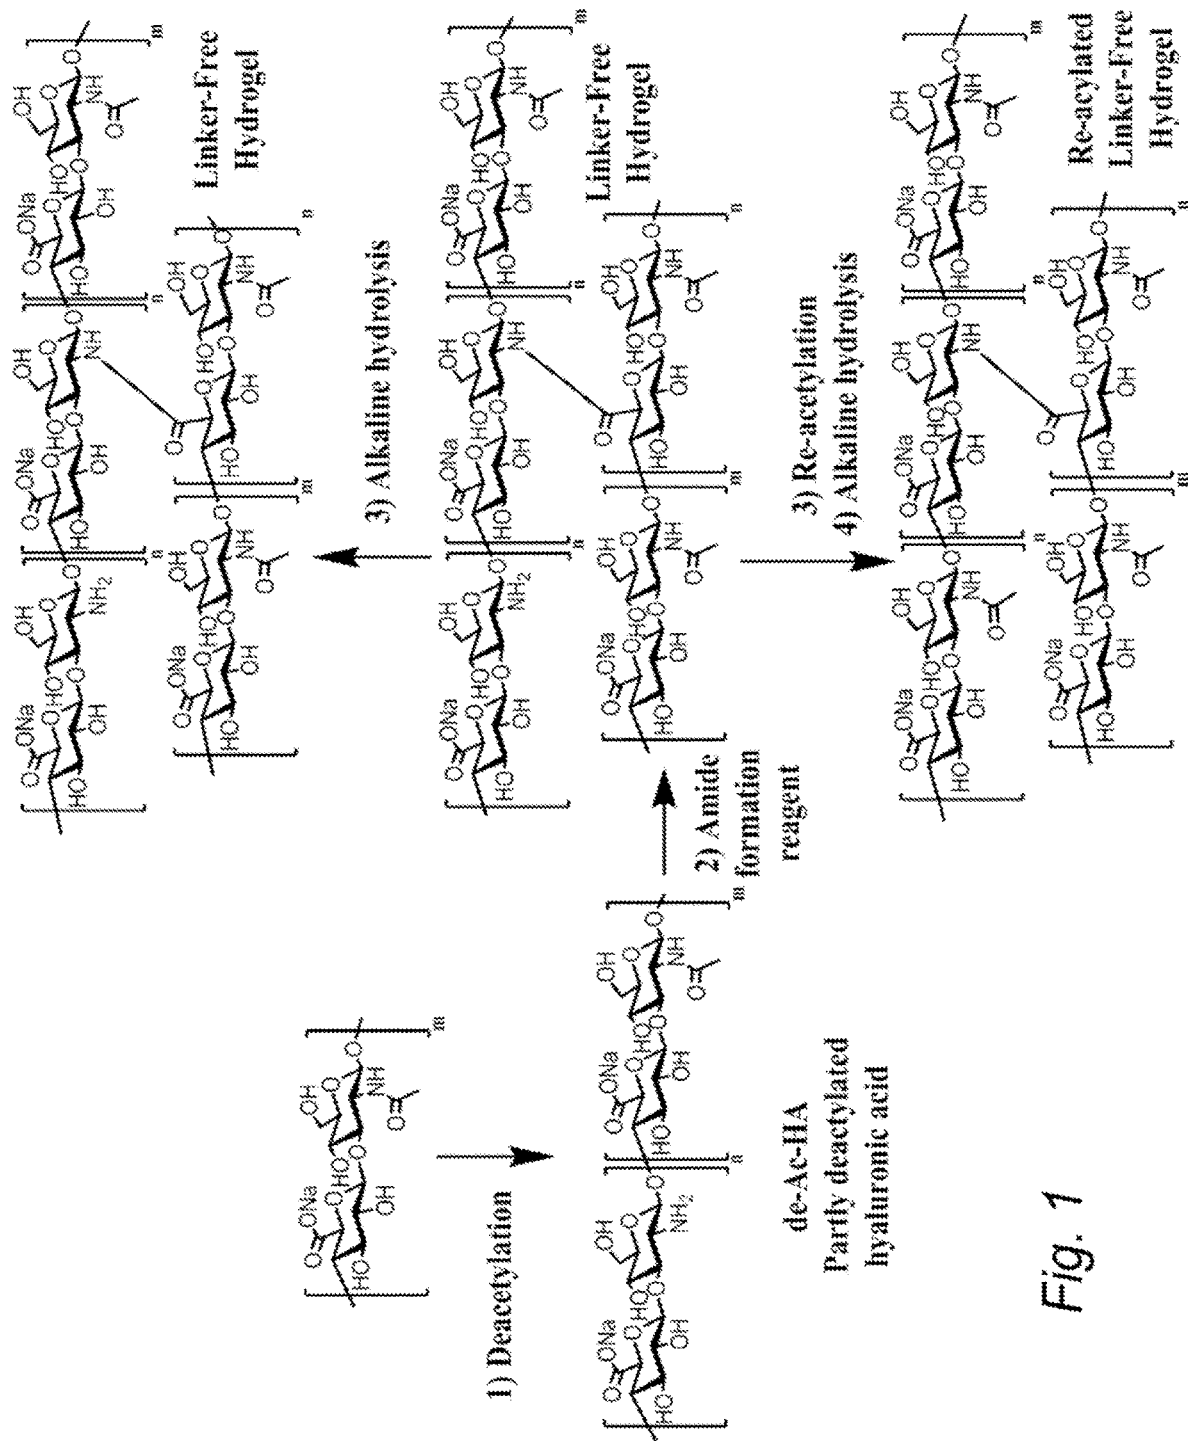 1) Deacetylation
de-Ac-HA
Partly deactylated
hyaluronic acid
2) Amide
formation
reagent
Linker-Free
Hydrogel
3) Alkaline hydrolysis
Linker-Free
Hydrogel
3) Re-acetylation
4) Alkaline hydrolysis
Re-acylated
Linker-Free
Hydrogel
Fig. 1